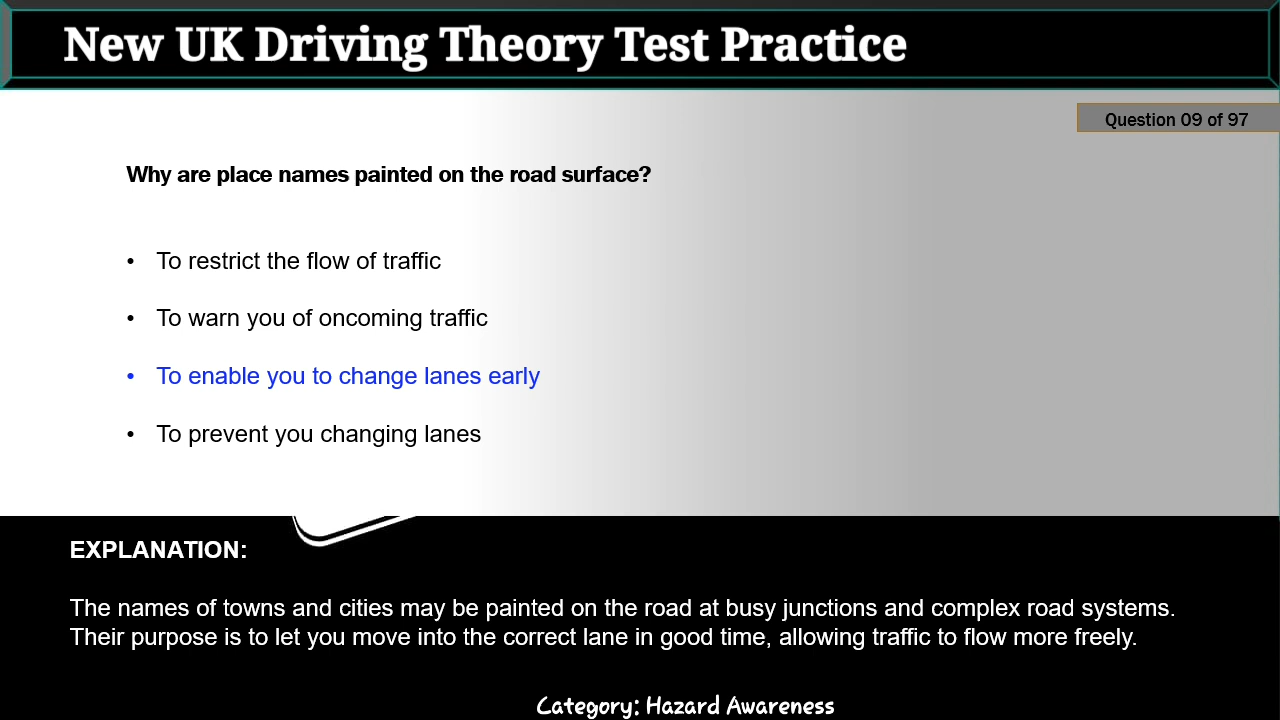 New UK Driving Theory Test Practice
Question 09 of 97
Why are place names painted on the road surface?
• To restrict the flow of traffic
• To warn you of oncoming traffic
• To enable you to change lanes early
• To prevent you changing lanes
EXPLANATION:
The names of towns and cities may be painted on the road at busy junctions and complex road systems.
Their purpose is to let you move into the correct lane in good time, allowing traffic to flow more freely.
Category: Hazard Awareness